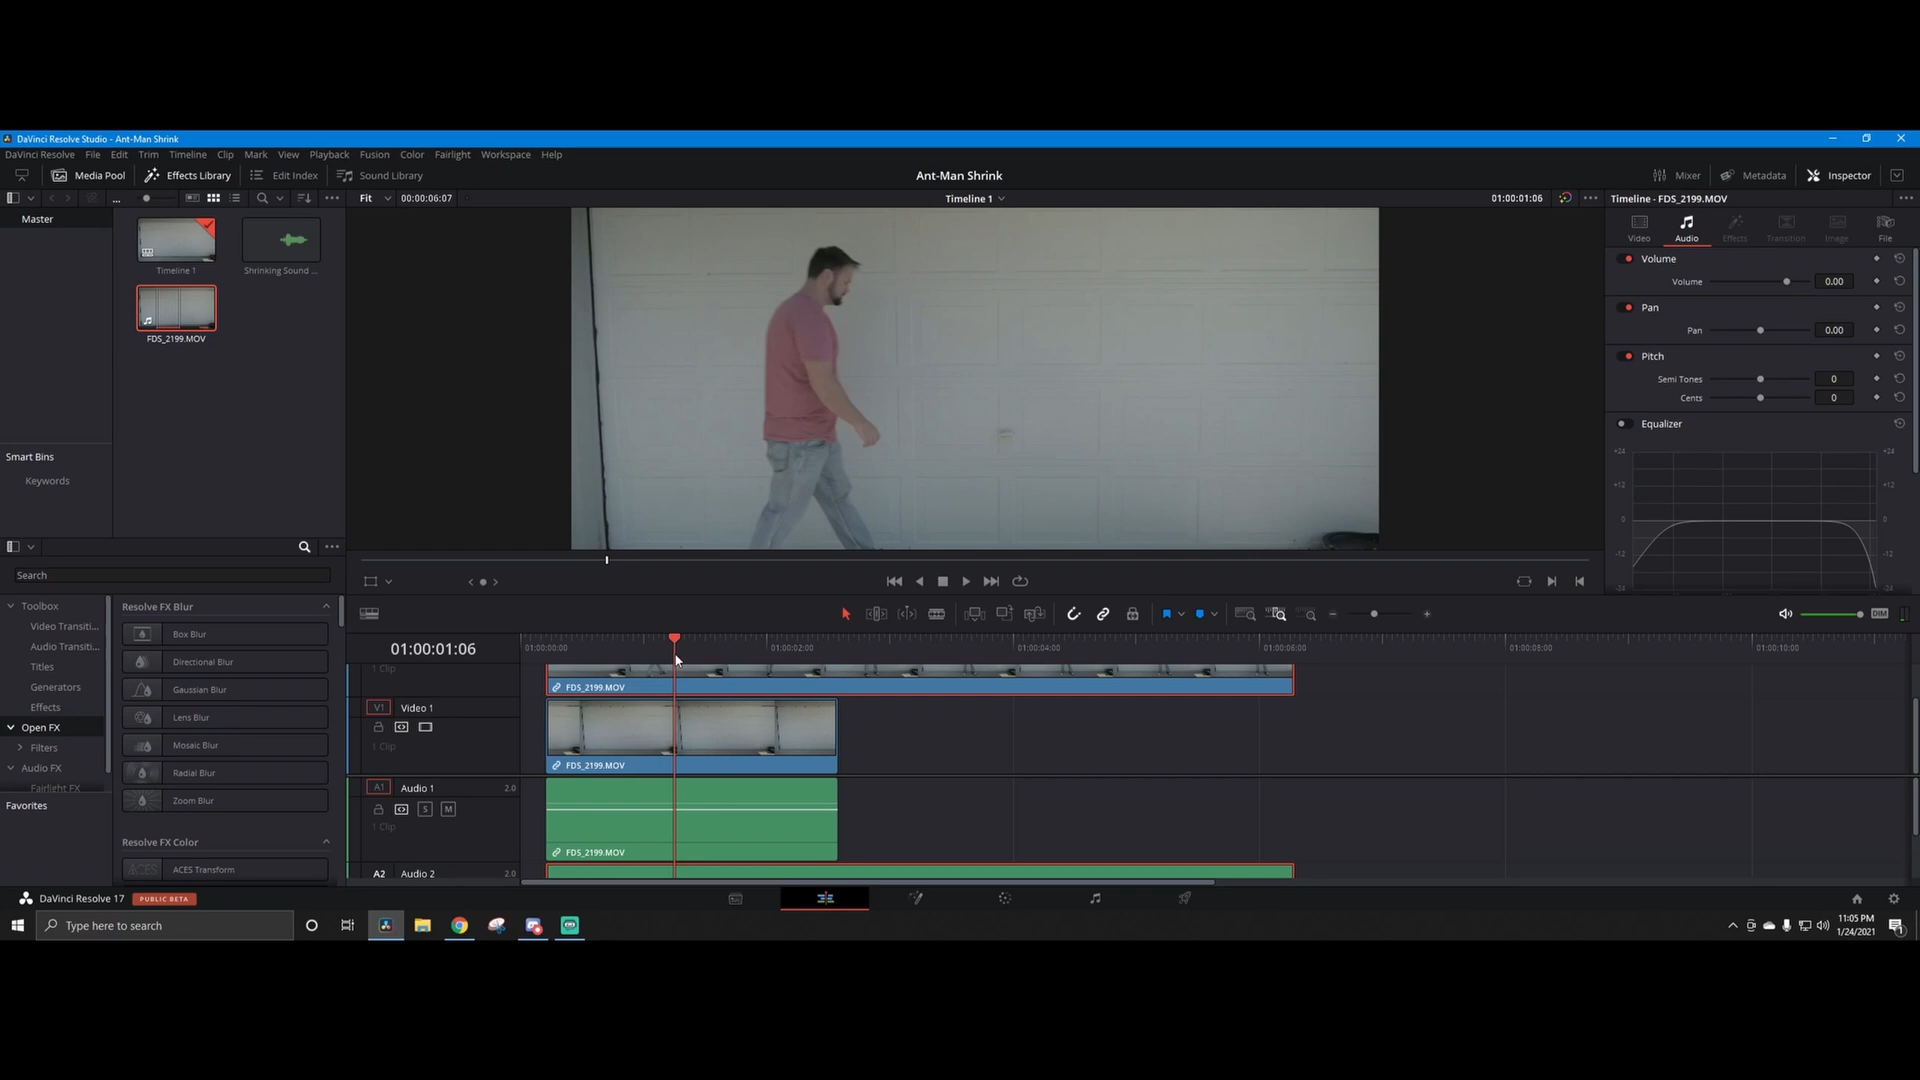 DaVinci Resolve Studio - Ant-Man Shrink
DaVinci Resolve File Edit Trim Timeline Clip Mark View Playback Fusion Color Fairlight Workspace Help
Media Pool Effects Library Edit Index Sound Library Ant-Man Shrink Mixer Metadata Inspector
Fit 00:00:06:07 Timeline 1 01:00:01:06 Timeline - FDS_2199.MOV
Master
Timeline 1
Shrinking Sound ...
FDS_2199.MOV
Smart Bins
Keywords
Video Audio Effects Transition Image File
Volume
Volume 0.00
Pan
Pan 0.00
Pitch
Semi Tones 0
Cents 0
Equalizer
+24 +24
+12 +12
0 0
-12 -12
-24 -24
Search
Toolbox
Video Transiti...
Audio Transiti...
Titles
Generators
Effects
Open FX
Filters
Audio FX
Fairlight FX
Favorites
Resolve FX Blur
Box Blur
Directional Blur
Gaussian Blur
Lens Blur
Mosaic Blur
Radial Blur
Zoom Blur
Resolve FX Color
ACES Transform
DIM
01:00:01:06 01:00:00:00 01:00:02:00 01:00:04:00 01:00:06:00 01:00:08:00 01:00:10:00
1 Clip
FDS_2199.MOV
V1 Video 1
1 Clip
FDS_2199.MOV
A1 Audio 1 2.0
S M
1 Clip
FDS_2199.MOV
A2 Audio 2 2.0
DaVinci Resolve 17 PUBLIC BETA
Type here to search
11:05 PM
1/24/2021